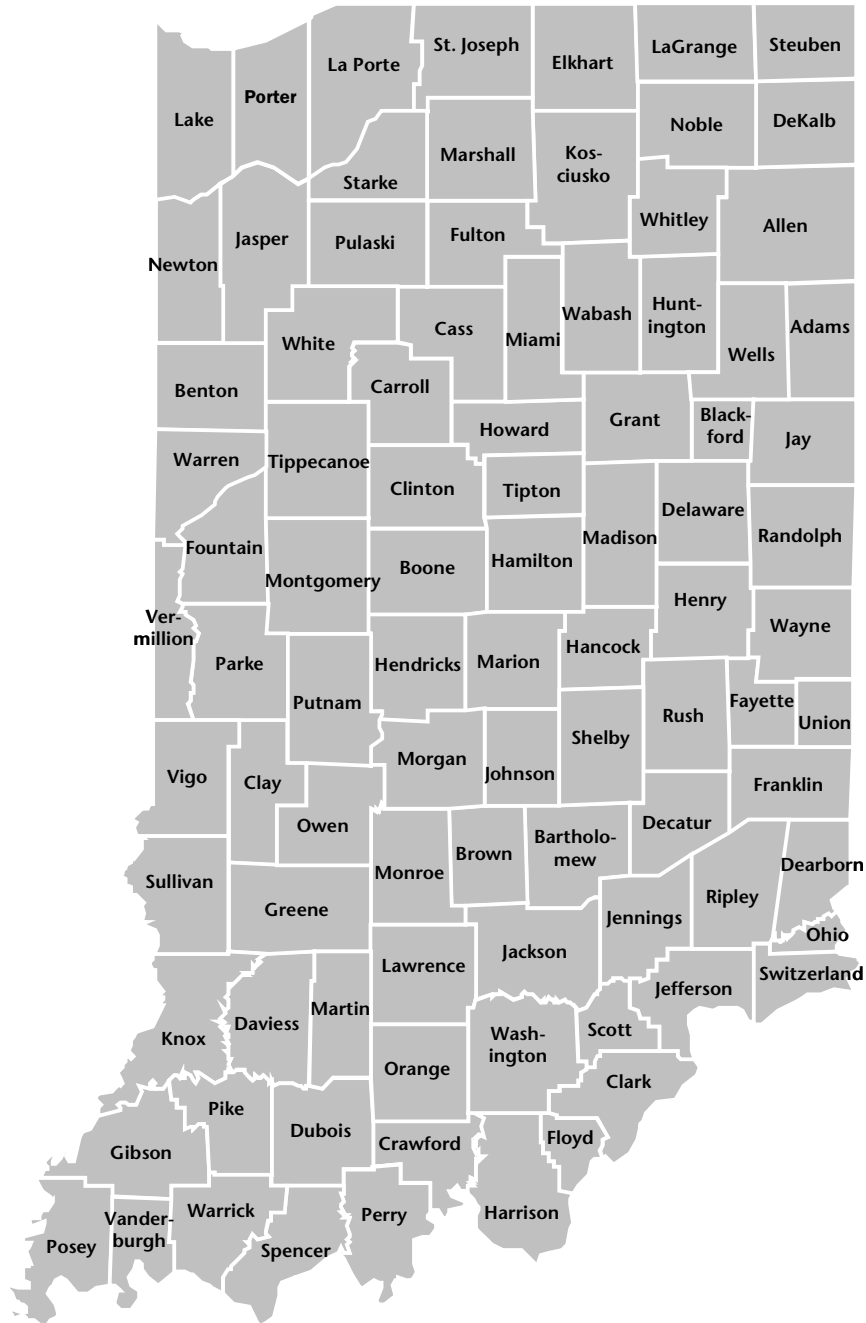 St. Joseph
LaGrange
Steuben
La Porte
Elkhart
Porter
Lake
Noble
DeKalb
Marshall
Kos-
ciusko
Starke
Whitley
Allen
Jasper
Pulaski
Fulton
Newton
Wabash
Hunt-
ington
Cass
Miami
White
Adams
Wells
Benton
Carroll
Grant
Black-
ford
Howard
Jay
Warren
Tippecanoe
Clinton
Tipton
Delaware
Randolph
Fountain
Boone
Hamilton
Madison
Montgomery
Henry
Ver-
million
Wayne
Parke
Hendricks
Marion
Hancock
Putnam
Rush
Fayette
Union
Shelby
Morgan
Johnson
Vigo
Clay
Franklin
Owen
Decatur
Bartholo-
mew
Brown
Dearborn
Sullivan
Monroe
Ripley
Greene
Jennings
Ohio
Jackson
Lawrence
Switzerland
Jefferson
Martin
Daviess
Knox
Scott
Wash-
ington
Orange
Clark
Pike
Dubois
Crawford
Floyd
Gibson
Harrison
Warrick
Perry
Vander-
burgh
Posey
Spencer